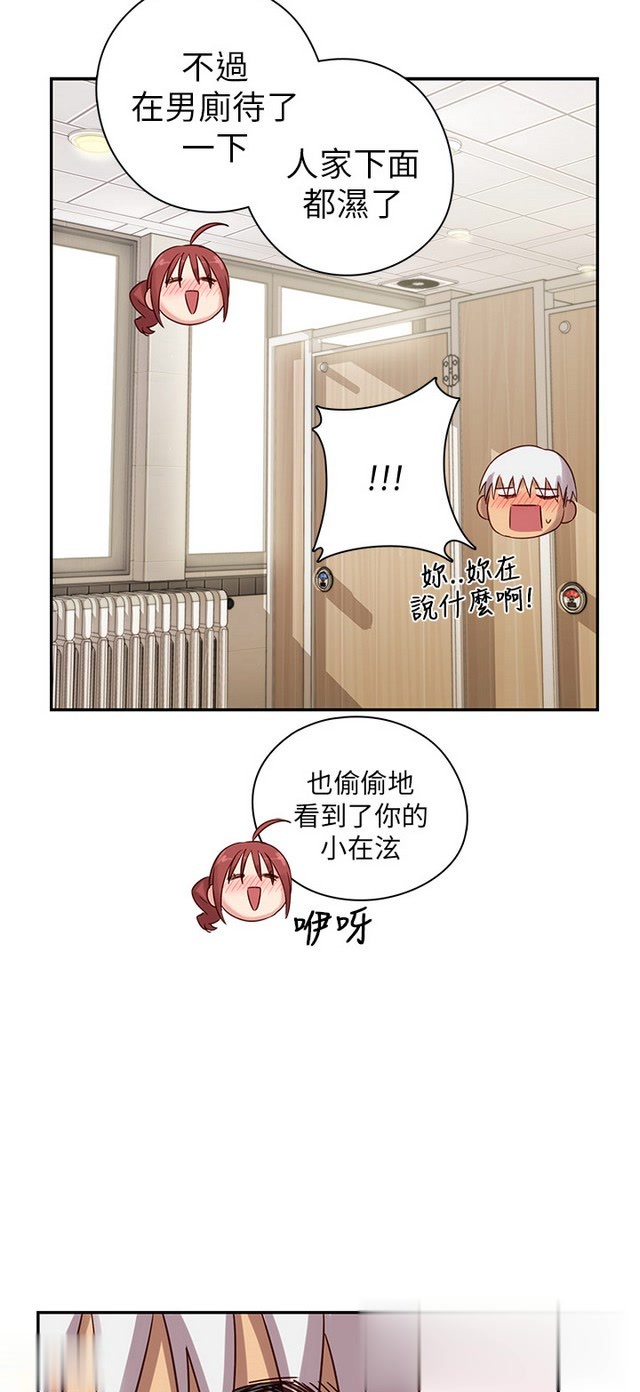 不過
在男廁待了
一下
人家下面
都濕了
!!!
妳..妳在
說什麼啊!
也偷偷地
看到了你的
小在泫
咿呀